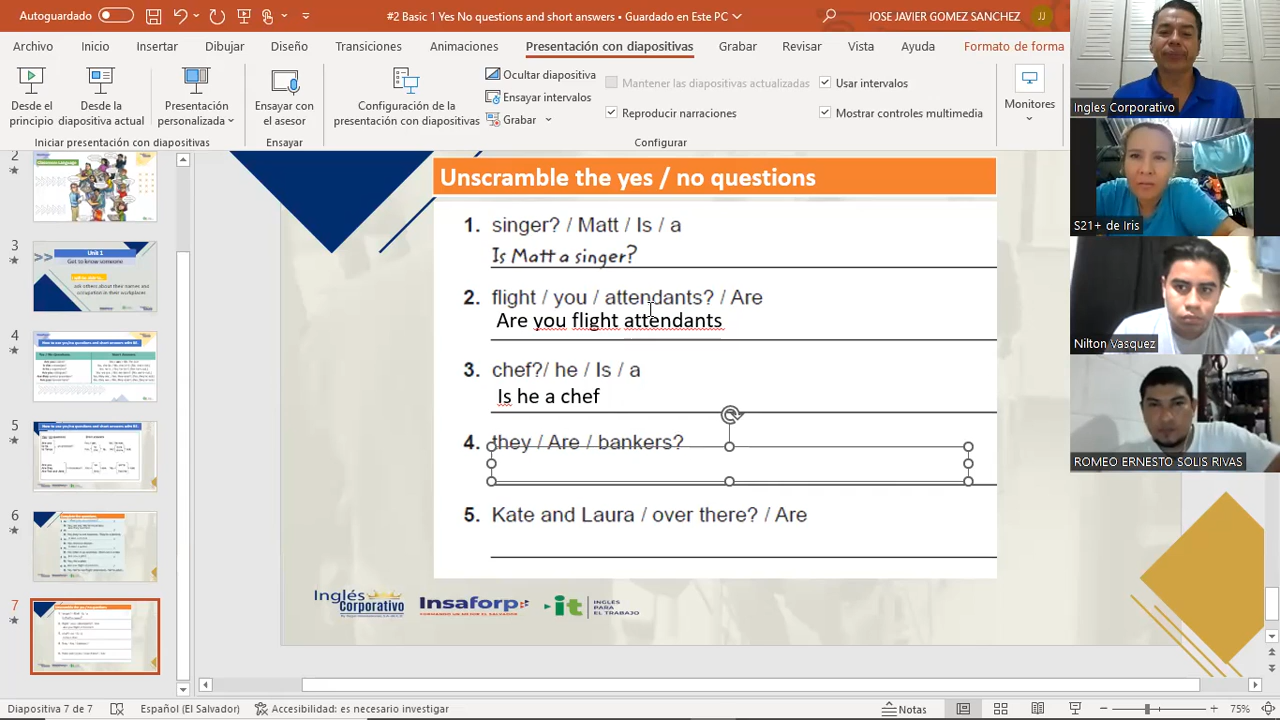 Autoguardado
#2 Basic 1. Yes No questions and short answers • Guardado en Este PC
JOSE JAVIER GOMEZ SANCHEZ
JJ
Archivo Inicio Insertar Dibujar Diseño Animaciones Presentación con diapositivas Grabar Vista Ayuda Formato de forma
Desde el principio
Desde la diapositiva actual
Presentación personalizada
Iniciar presentación con diapositivas
Ensayar con el asesor
Ensayar
Configuración de la presentación con diapositivas
Ocultar diapositiva
Ensayar intervalos
Grabar
Mantener las diapositivas actualizadas
Reproducir narraciones
Usar intervalos
Mostrar controles multimedia
Configurar
Monitores
Ingles Corporativo
S21+ de Iris
Nilton Vasquez
ROMEO ERNESTO SOLIS RIVAS
3
4
5
6
7
Unit 1
Get to know someone
Unscramble the yes / no questions
1. singer? / Matt / Is / a
Is Matt a singer?
2. flight / you / atendants? / Are
Are you flight attendants
3. chef?/ he / Is / a
Is he a chef
4. they / Are / bankers?
5. Kate and Laura / over there? / Are
Inglés Corporativo
Insaforp
it INGLÉS PARA EL TRABAJO
Diapositiva 7 de 7
Español (El Salvador)
Accesibilidad: es necesario investigar
Notas
75%